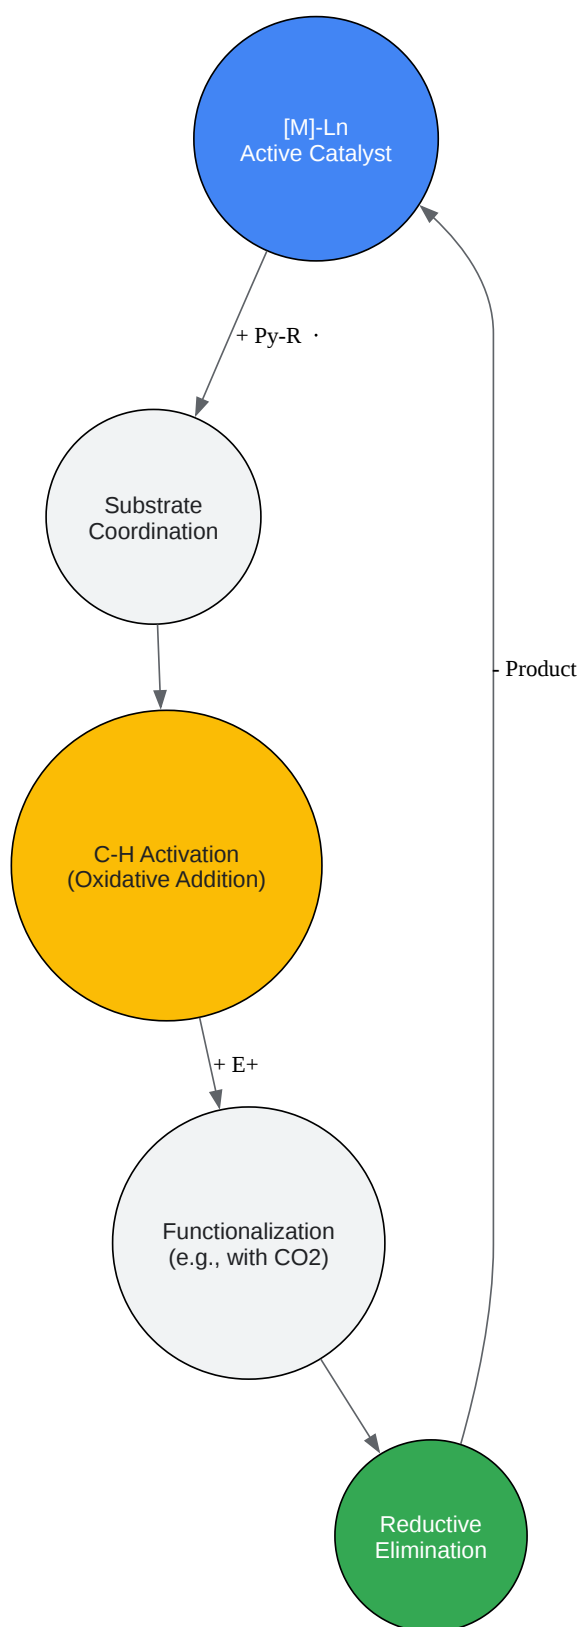 [M]-Ln
Active Catalyst
+ Py-R ·
Substrate
Coordination
- Product
C-H Activation
(Oxidative Addition)
+ E+
Functionalization
(e.g., with CO2)
Reductive
Elimination